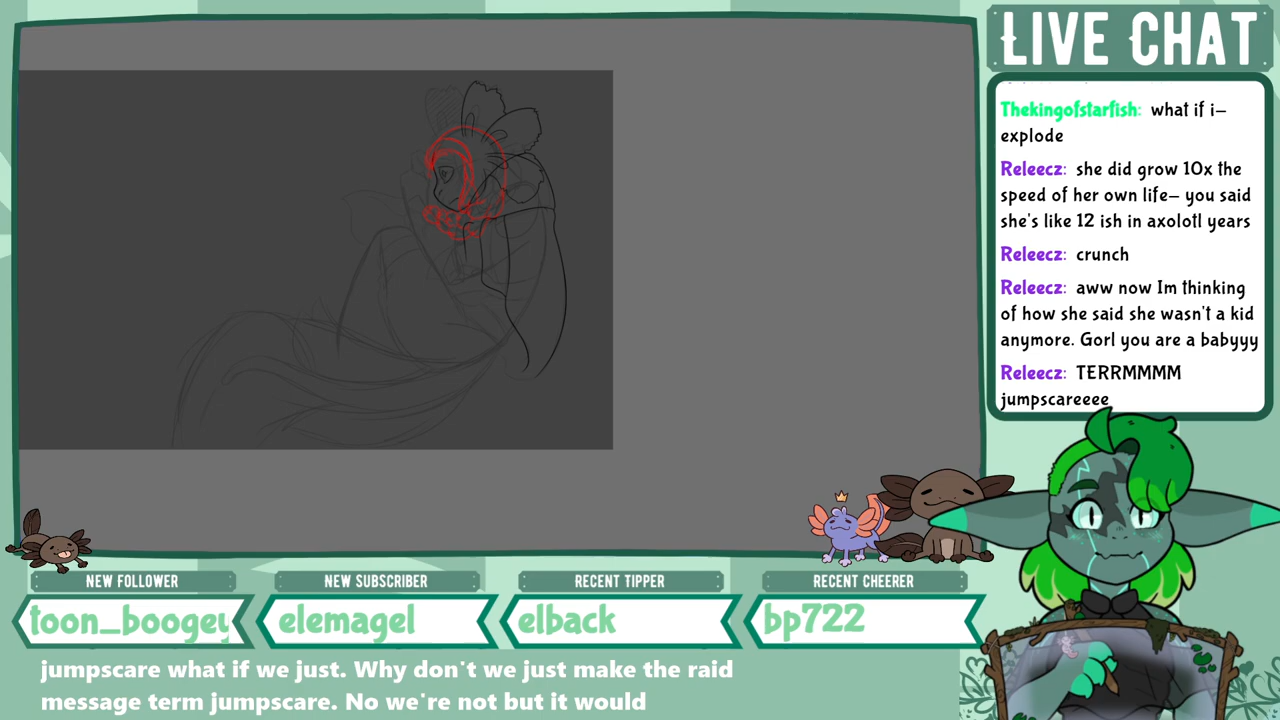 LIVE CHAT
Thekingofstarfish: what if i-
explode
Releecz: she did grow 10x the
speed of her own life- you said
she's like 12 ish in axolotl years
Releecz: crunch
Releecz: aww now Im thinking
of how she said she wasn't a kid
anymore. Gorl you are a babyyy
Releecz: TERRMMMM
jumpscareeee
NEW FOLLOWER
toon_boogey
NEW SUBSCRIBER
elemagel
RECENT TIPPER
elback
RECENT CHEERER
bp722
jumpscare what if we just. Why don't we just make the raid
message term jumpscare. No we're not but it would